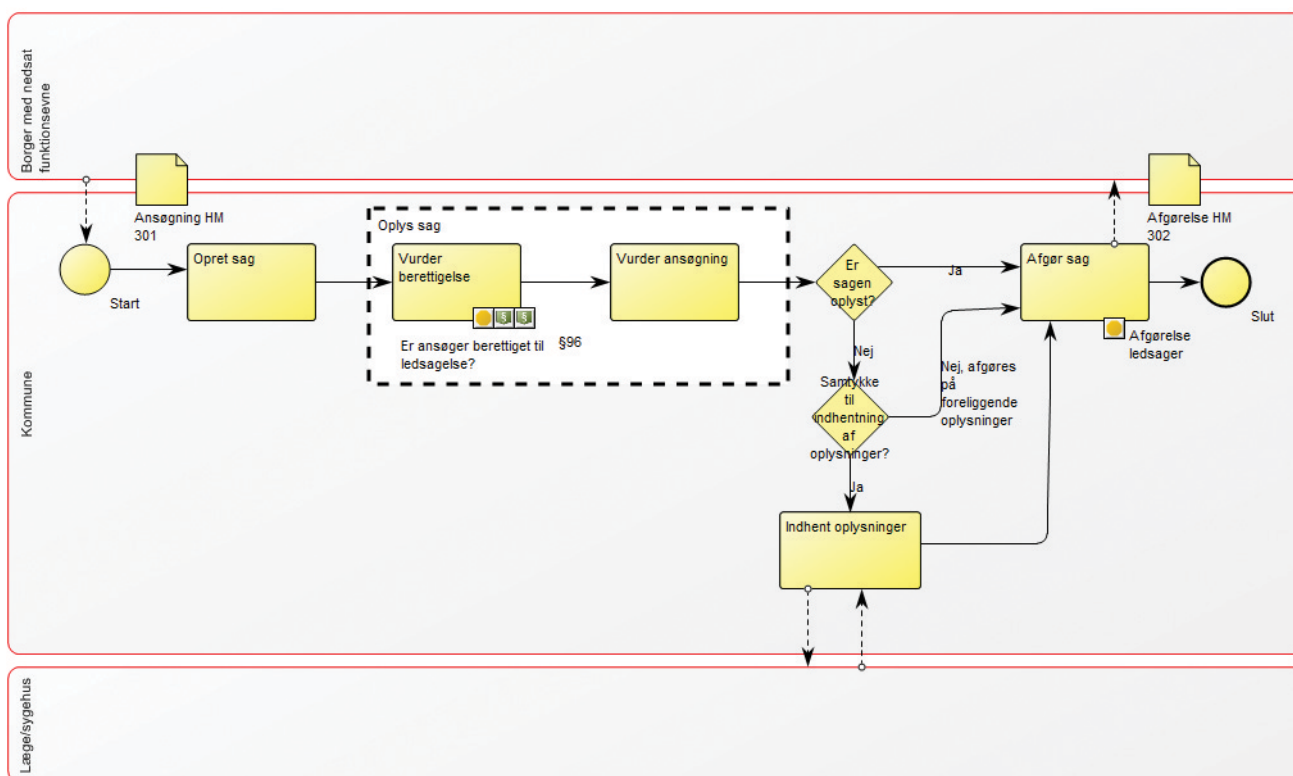 Borger med nedsat
funktionsevne
Ansøgning HM
301
Afgørelse HM
302
Kommune
Start
Opret sag
Oplys sag
Vurder
berettigelse
§ §
Er ansøger berettiget til
ledsagelse?
§96
Vurder ansøgning
Er
sagen
oplyst?
Ja
Nej
Samtykke
til
indhentning
af
oplysninger?
Nej, afgøres
på
foreliggende
oplysninger
Ja
Indhent oplysninger
Afgør sag
Afgørelse
ledsager
Slut
Læge/sygehus